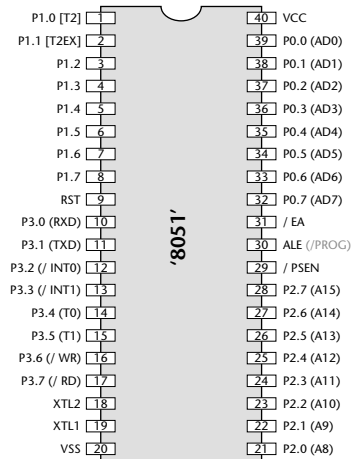 P1.0 [T2] 1 40 VCC
P1.1 [T2EX] 2 39 P0.0 (AD0)
P1.2 3 38 P0.1 (AD1)
P1.3 4 37 P0.2 (AD2)
P1.4 5 36 P0.3 (AD3)
P1.5 6 35 P0.4 (AD4)
P1.6 7 34 P0.5 (AD5)
P1.7 8 33 P0.6 (AD6)
RST 9 32 P0.7 (AD7)
P3.0 (RXD) 10 31 / EA
P3.1 (TXD) 11 30 ALE (/PROG)
P3.2 (/ INT0) 12 29 / PSEN
P3.3 (/ INT1) 13 28 P2.7 (A15)
P3.4 (T0) 14 27 P2.6 (A14)
P3.5 (T1) 15 26 P2.5 (A13)
P3.6 (/ WR) 16 25 P2.4 (A12)
P3.7 (/ RD) 17 24 P2.3 (A11)
XTL2 18 23 P2.2 (A10)
XTL1 19 22 P2.1 (A9)
VSS 20 21 P2.0 (A8)
'8051'